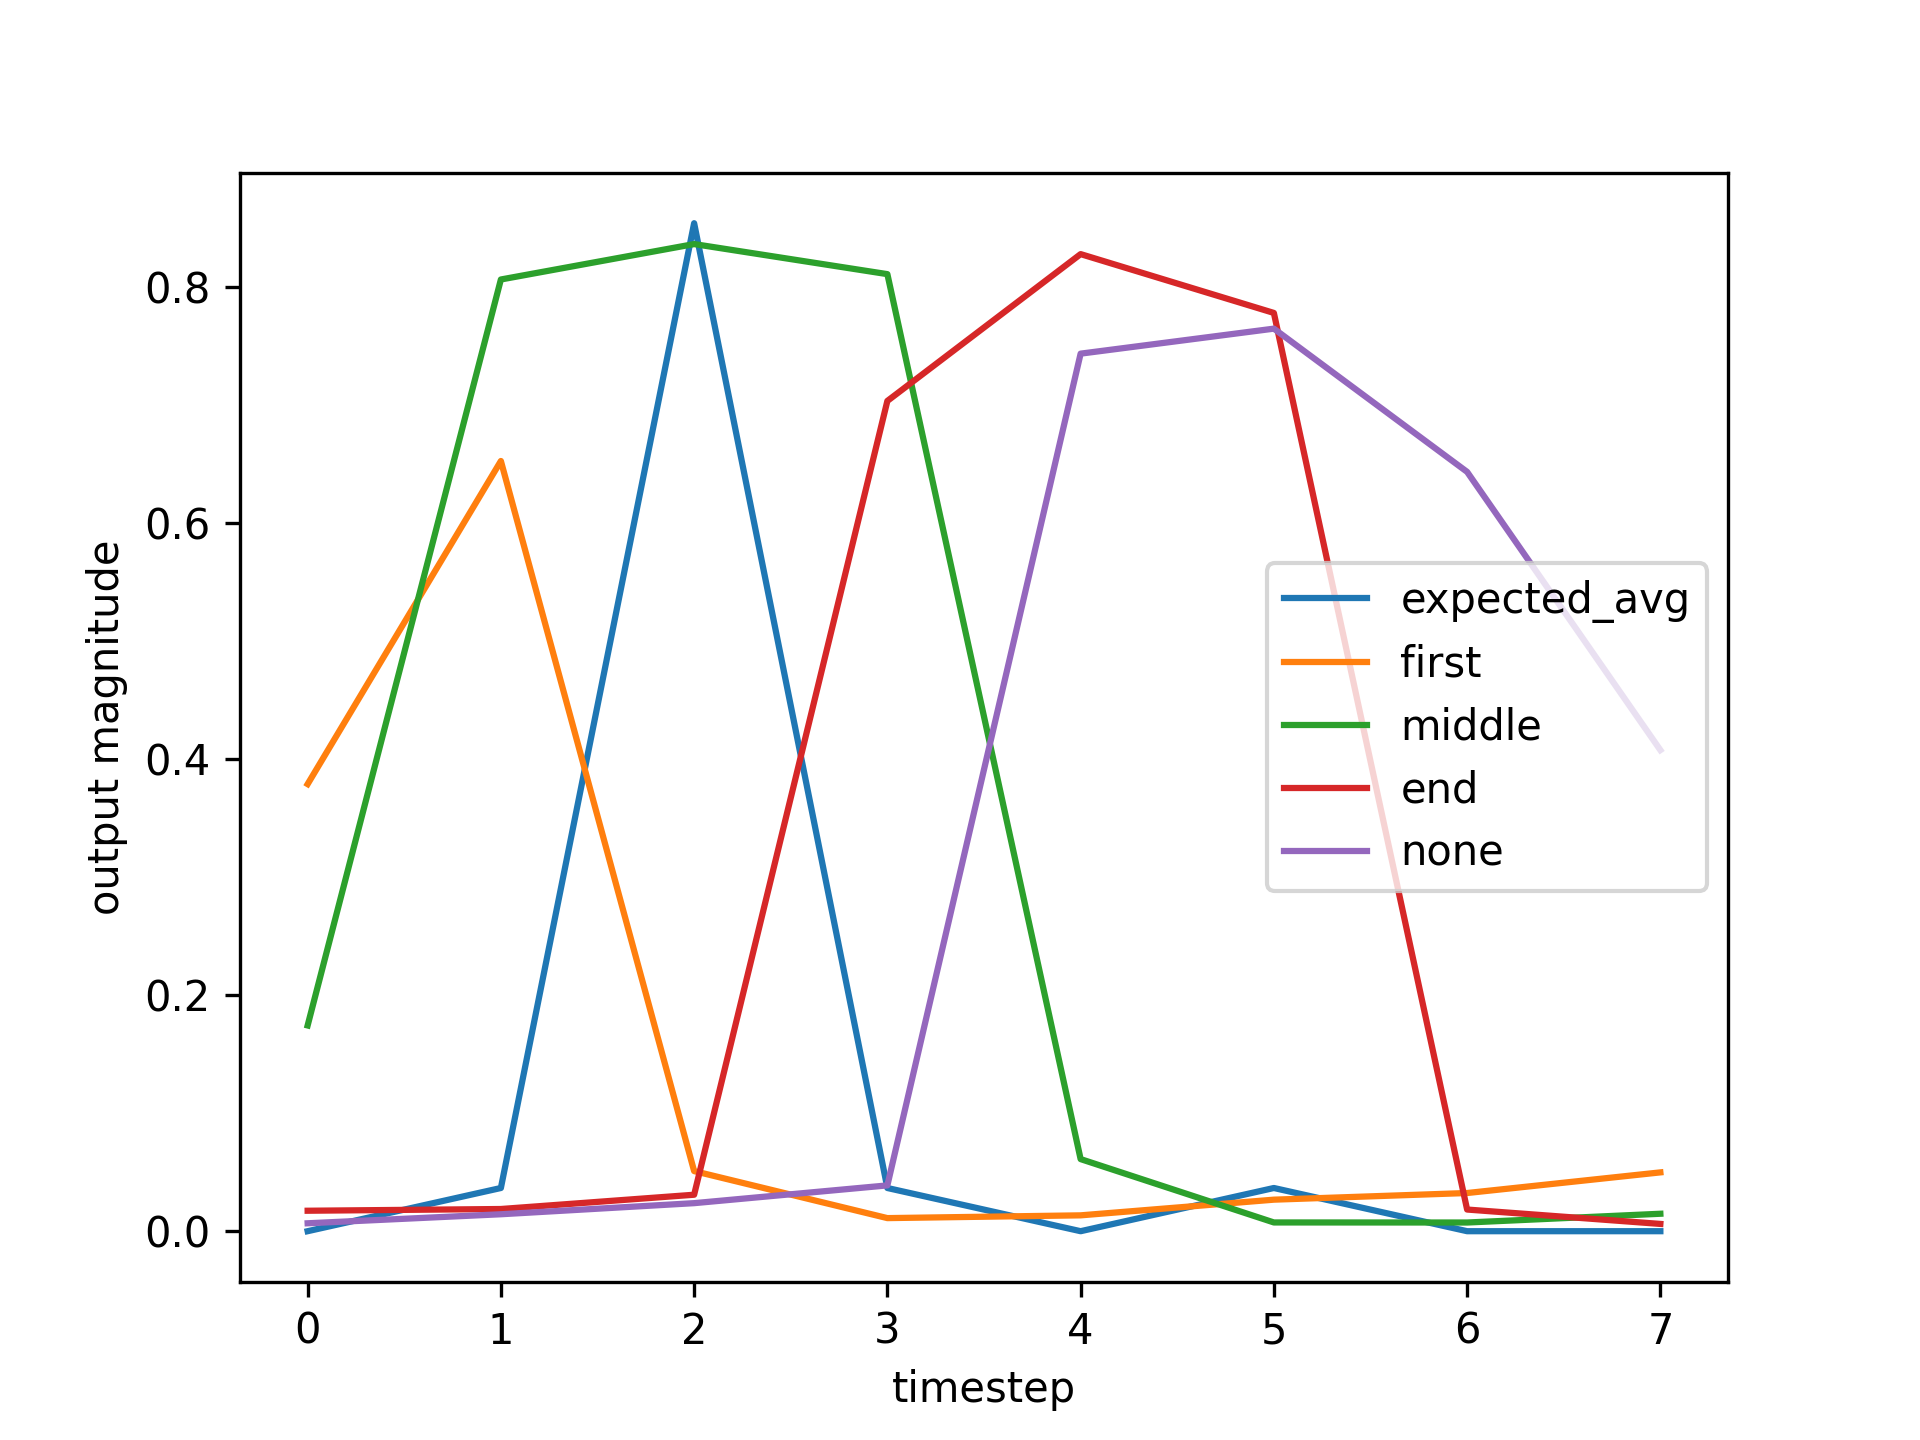 output magnitude
0.8
0.6
0.4
0.2
0.0
expected_avg
first
middle
end
none
0 1 2 3 4 5 6 7
timestep